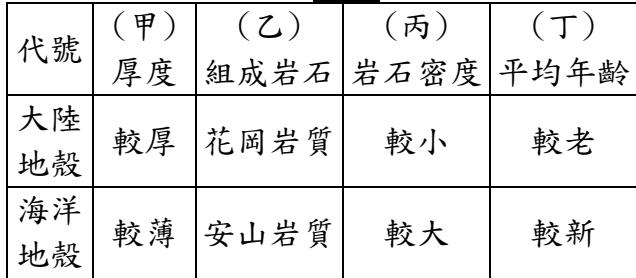 代號 （甲）厚度 （乙）組成岩石 （丙）岩石密度 （丁）平均年齡
大陸地殼 較厚 花岡岩質 較小 較老
海洋地殼 較薄 安山岩質 較大 較新